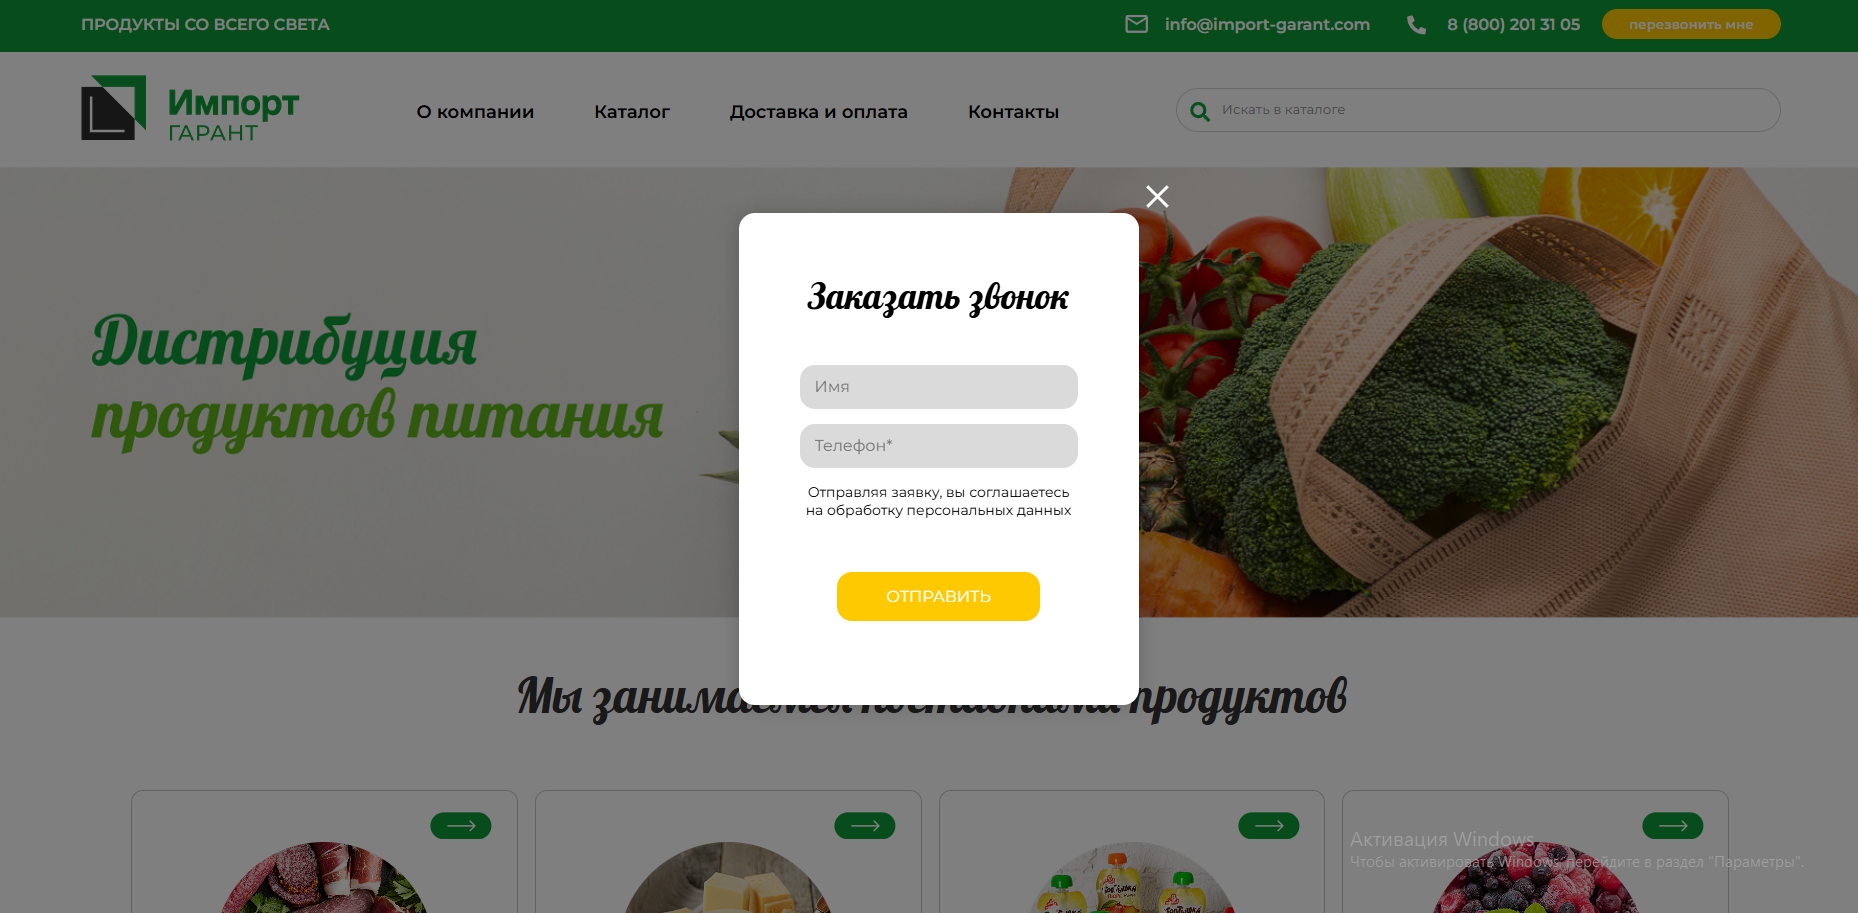 ПРОДУКТЫ СО ВСЕГО СВЕТА
info@import-garant.com
8 (800) 201 31 05
перезвонить мне
Импорт
ГАРАНТ
О компании
Каталог
Доставка и оплата
Контакты
Искать в каталоге
Дистрибуция
продуктов питания
Заказать звонок
Имя
Телефон*
Отправляя заявку, вы соглашаетесь
на обработку персональных данных
ОТПРАВИТЬ
Мы продуктов
Активация Windows
Чтобы активировать Windows, перейдите в раздел "Параметры".